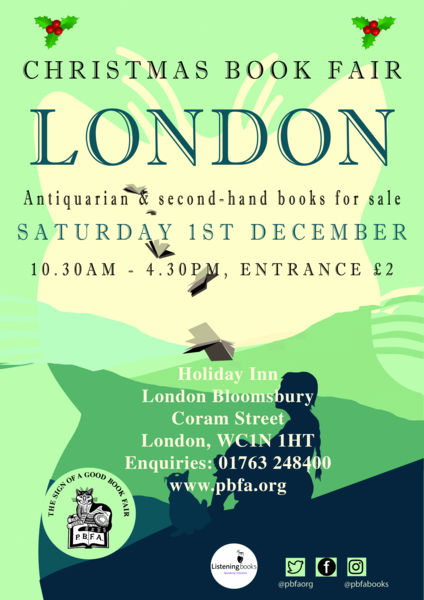 CHRISTMAS BOOK FAIR
LONDON
Antiquarian & second-hand books for sale
SATURDAY 1ST DECEMBER
10.30AM - 4.30PM, ENTRANCE £2
Holiday Inn
London Bloomsbury
Coram Street
London, WC1N 1HT
Enquiries: 01763 248400
www.pbfa.org
THE SIGN OF A GOOD BOOK FAIR
P.B.F.A.
Listening books
@pbfaorg
@pbfabooks